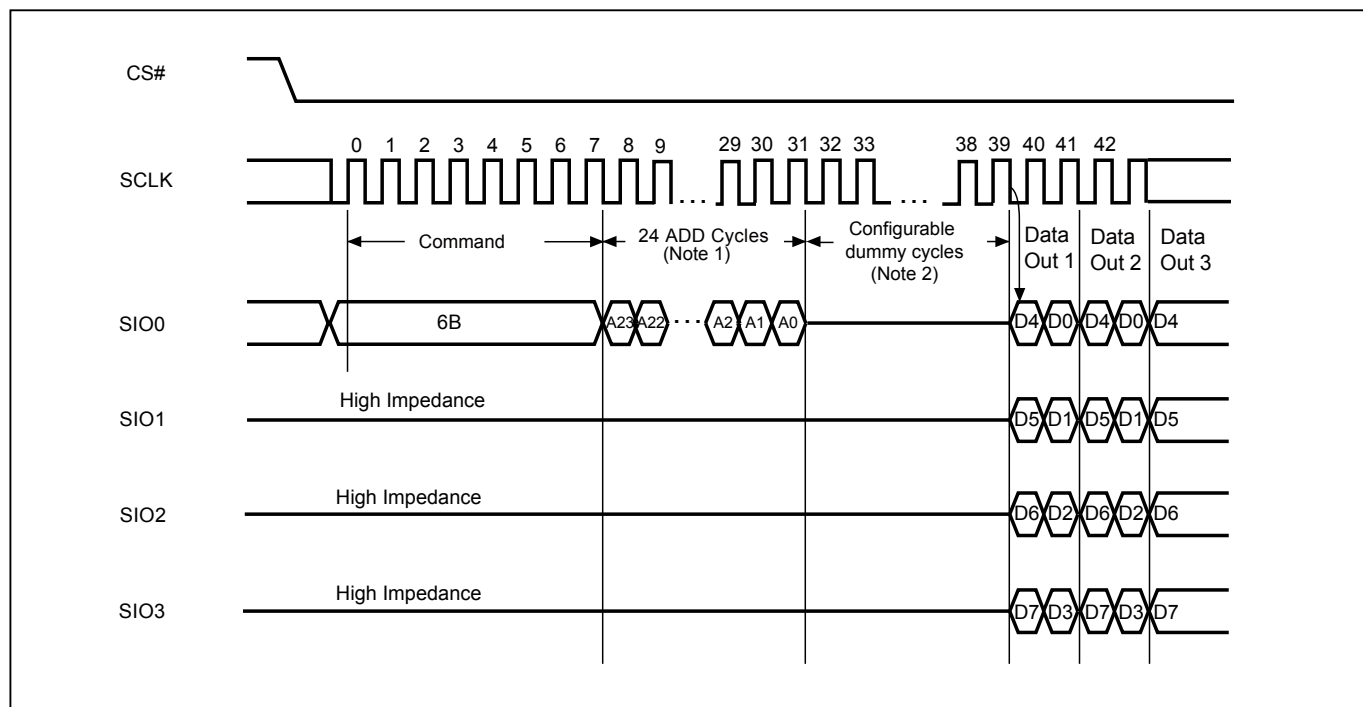 CS#
0 1 2 3 4 5 6 7 8 9 29 30 31 32 33 38 39 40 41 42
SCLK
Command
24 ADD Cycles
(Note 1)
Configurable
dummy cycles
(Note 2)
Data
Out 1
Data
Out 2
Data
Out 3
SIO0
6B
A23 A22 A2 A1 A0
D4 D0 D4 D0 D4
High Impedance
SIO1
D5 D1 D5 D1 D5
High Impedance
SIO2
D6 D2 D6 D2 D6
High Impedance
SIO3
D7 D3 D7 D3 D7